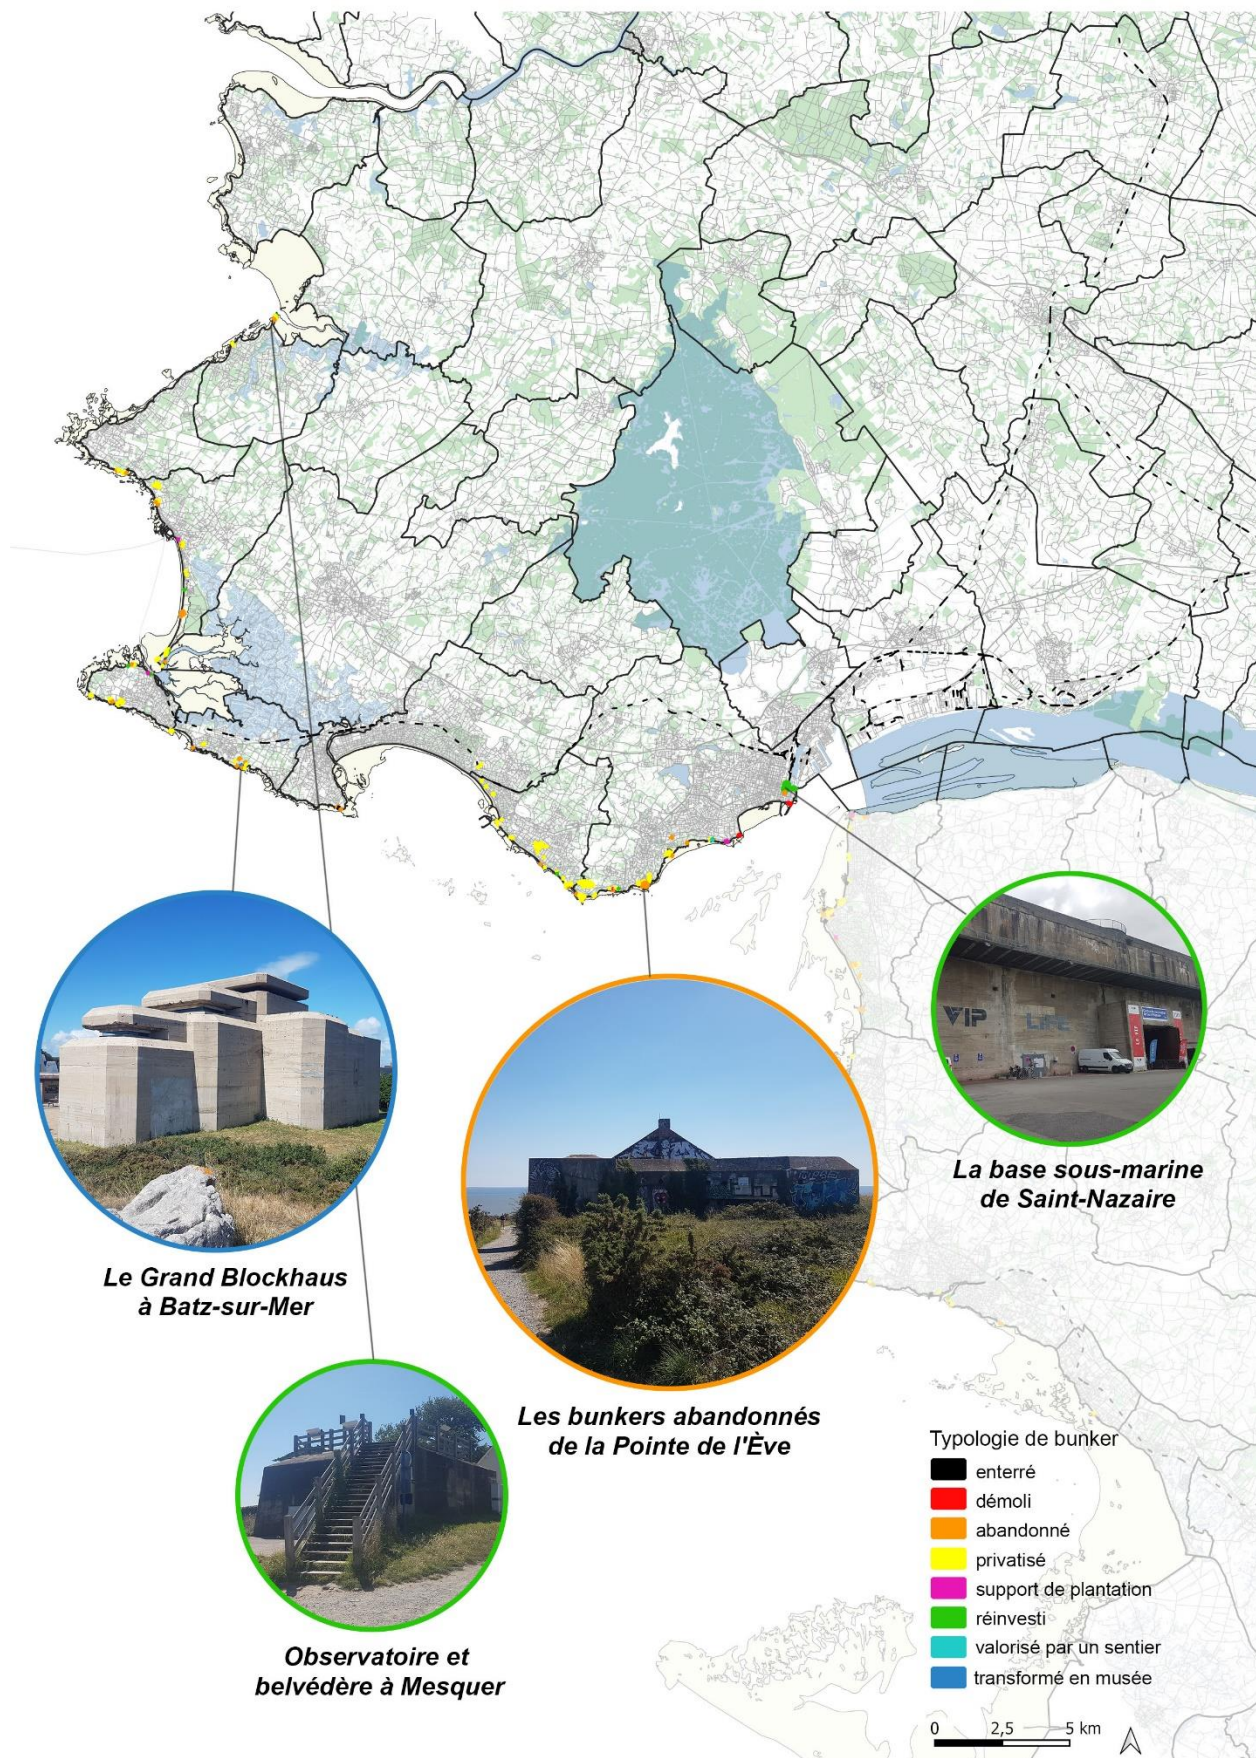 VIP
LiFE
La base sous-marine
de Saint-Nazaire
Le Grand Blockhaus
à Batz-sur-Mer
Les bunkers abandonnés
de la Pointe de l'Ève
Observatoire et
belvédère à Mesquer
Typologie de bunker
enterré
démoli
abandonné
privatisé
support de plantation
réinvesti
valorisé par un sentier
transformé en musée
0 2,5 5 km